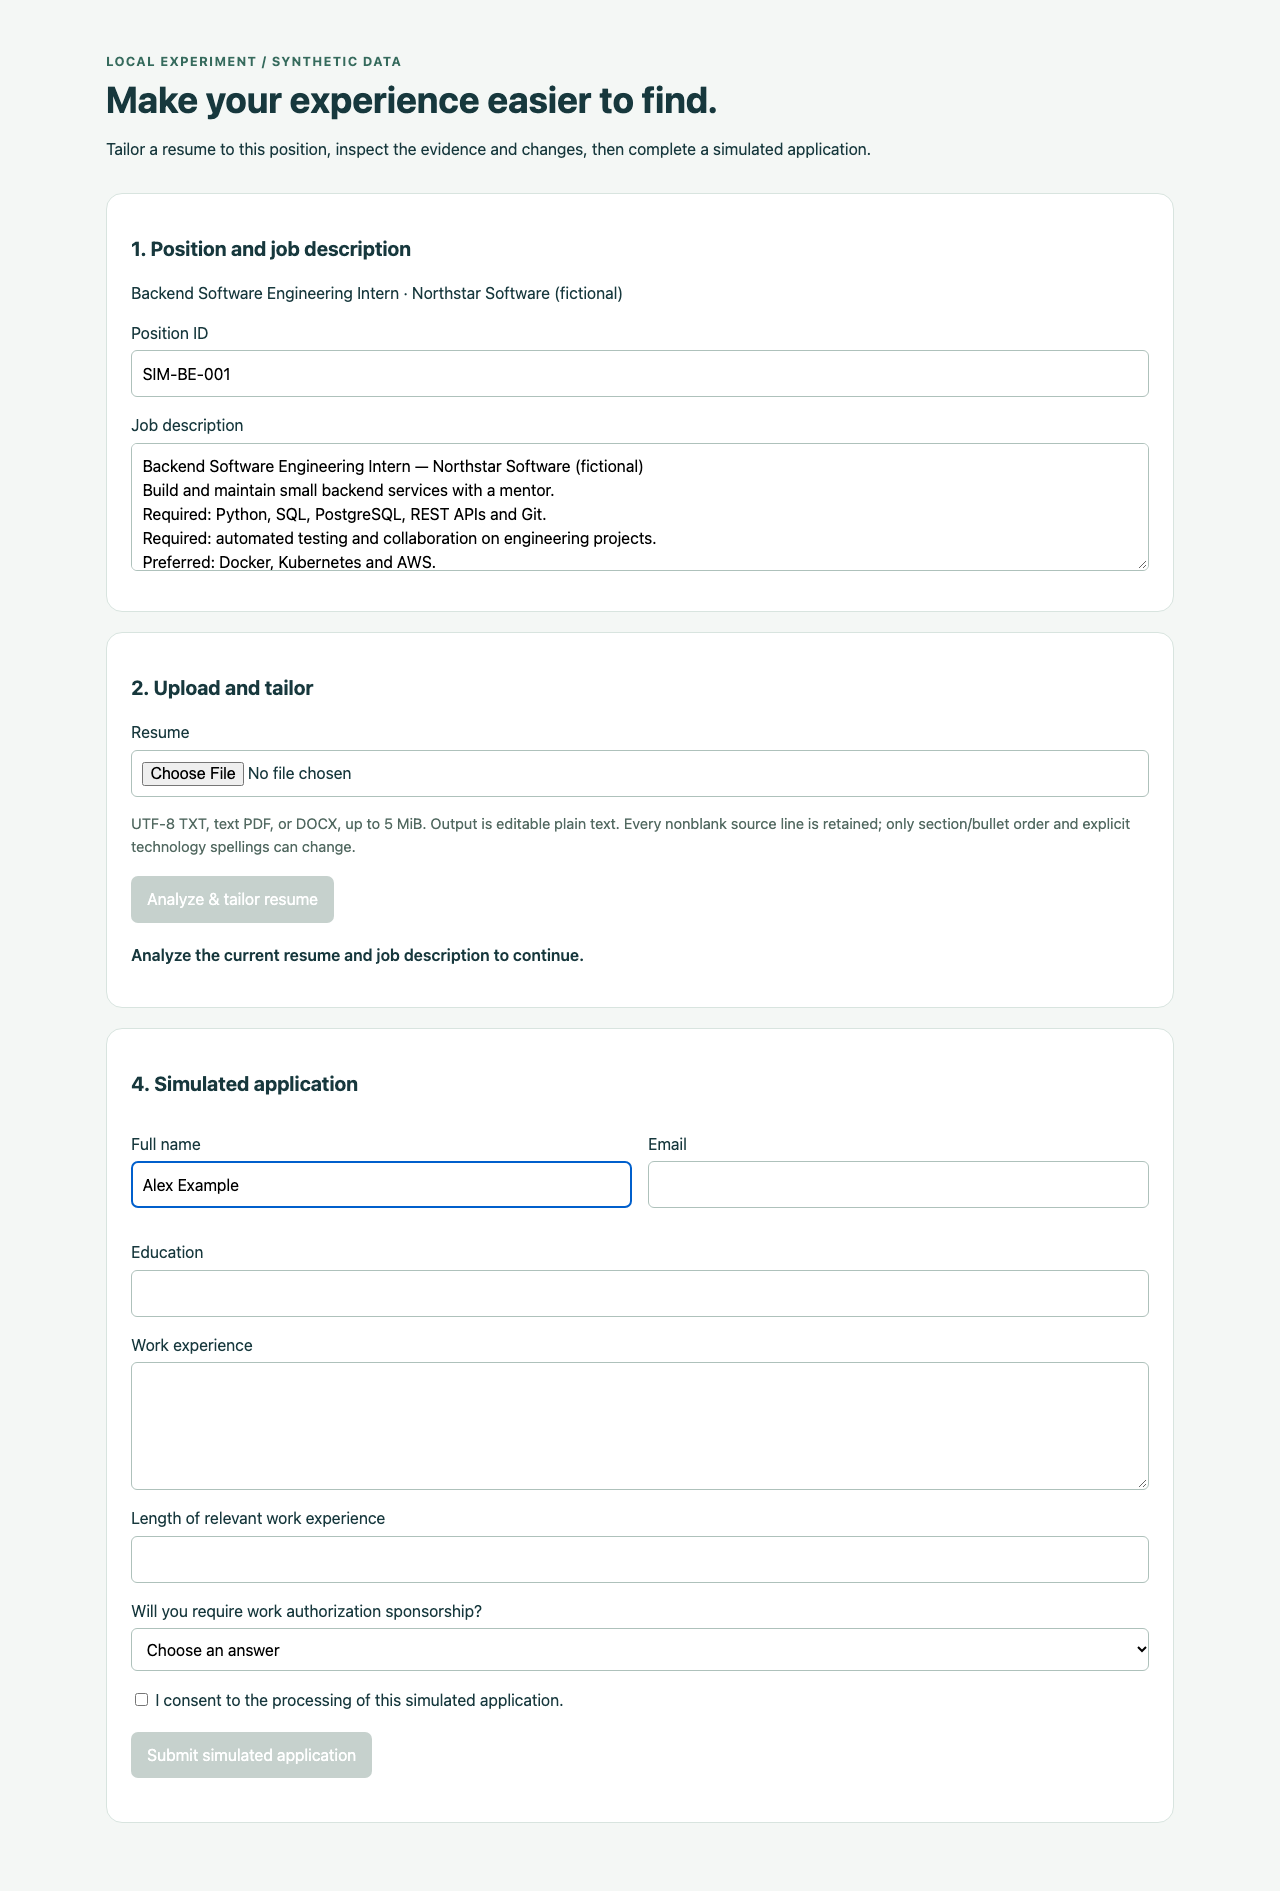 LOCAL EXPERIMENT / SYNTHETIC DATA
Make your experience easier to find.
Tailor a resume to this position, inspect the evidence and changes, then complete a simulated application.
1. Position and job description
Backend Software Engineering Intern · Northstar Software (fictional)
Position ID
SIM-BE-001
Job description
Backend Software Engineering Intern — Northstar Software (fictional)
Build and maintain small backend services with a mentor.
Required: Python, SQL, PostgreSQL, REST APIs and Git.
Required: automated testing and collaboration on engineering projects.
Preferred: Docker, Kubernetes and AWS.
2. Upload and tailor
Resume
Choose File No file chosen
UTF-8 TXT, text PDF, or DOCX, up to 5 MiB. Output is editable plain text. Every nonblank source line is retained; only section/bullet order and explicit
technology spellings can change.
Analyze & tailor resume
Analyze the current resume and job description to continue.
4. Simulated application
Full name
Alex Example
Email
Education
Work experience
Length of relevant work experience
Will you require work authorization sponsorship?
Choose an answer
I consent to the processing of this simulated application.
Submit simulated application